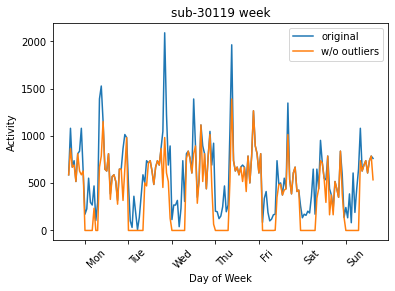 sub-30119 week
original
w/o outliers
Activity
2000
1500
1000
500
0
Mon
Tue
Wed
Thu
Fri
Sat
Sun
Day of Week